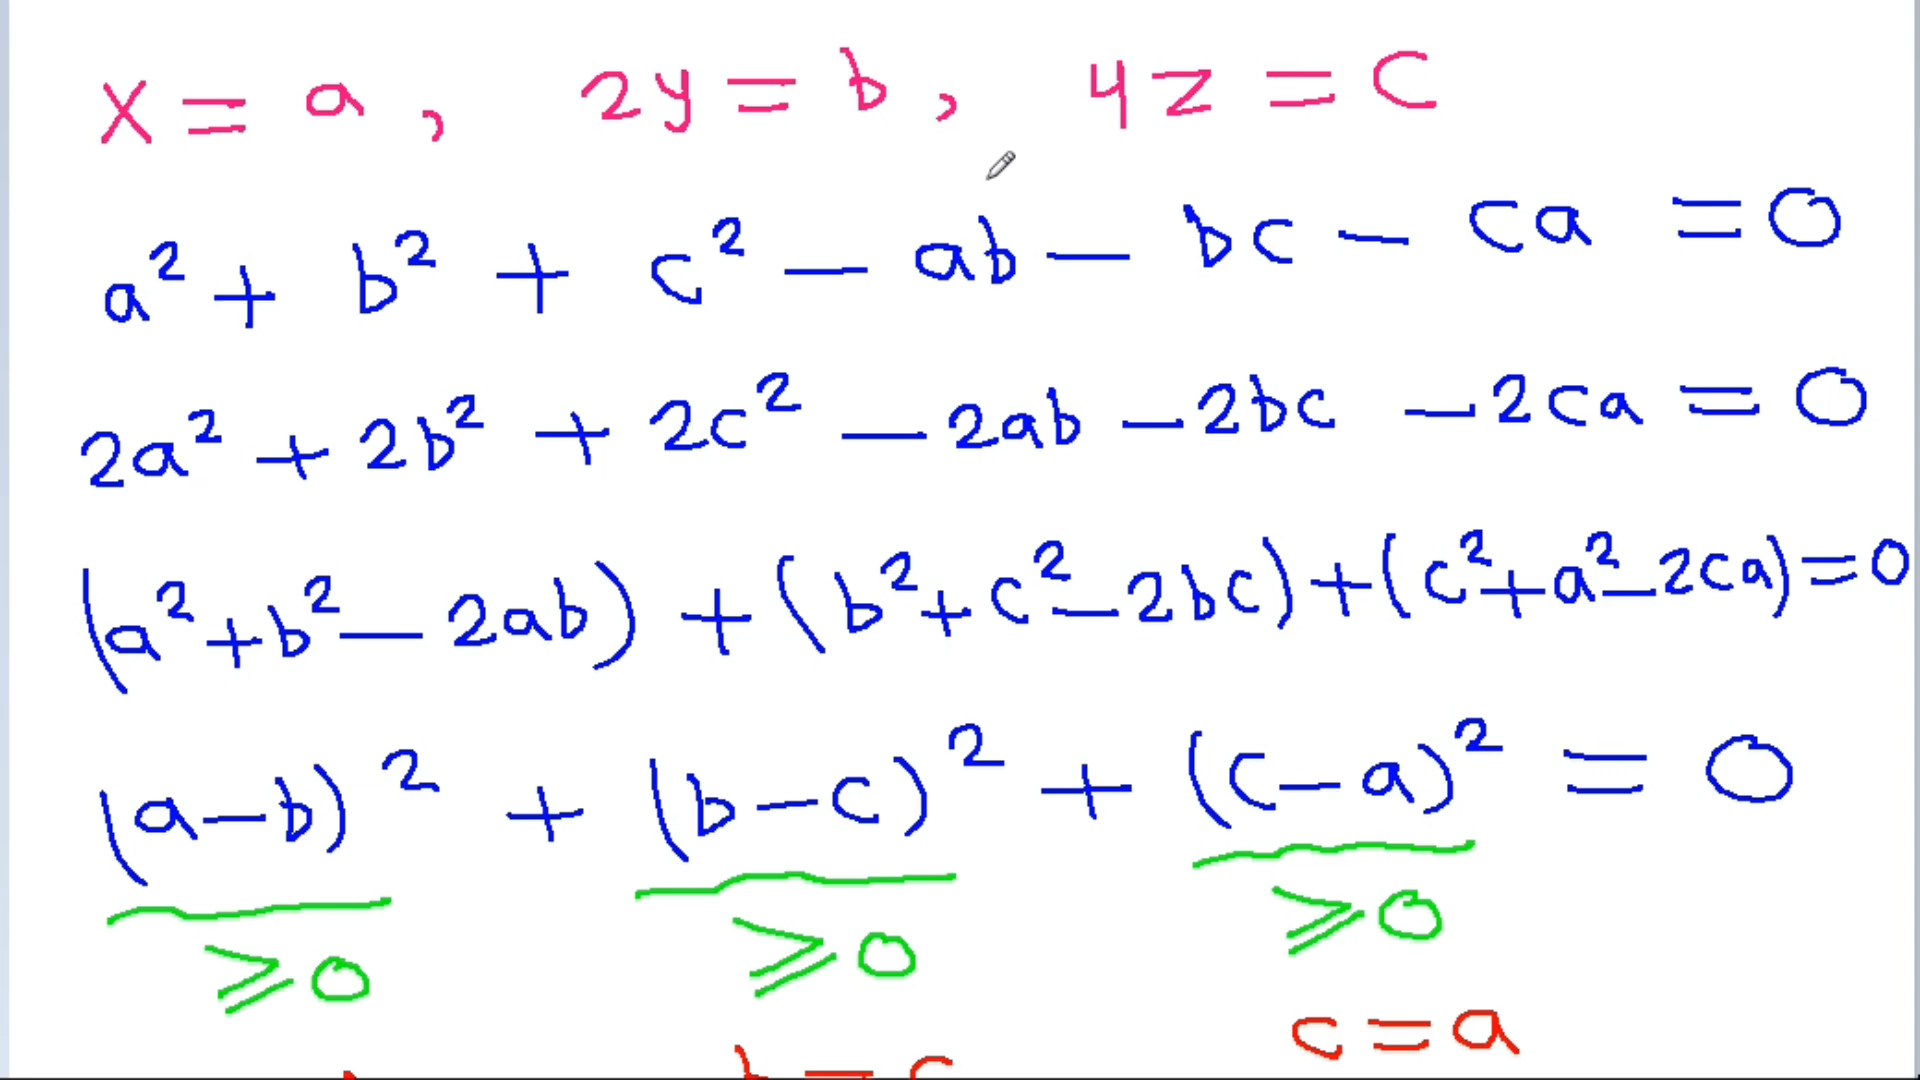 x = a , 2y = b , 4z = c
a² + b² + c² - ab - bc - ca = 0
2a² + 2b² + 2c² - 2ab - 2bc - 2ca = 0
(a² + b² - 2ab) + (b² + c² - 2bc) + (c² + a² - 2ca) = 0
(a - b)² + (b - c)² + (c - a)² = 0
≥ 0 ≥ 0 ≥ 0
b = c c = a